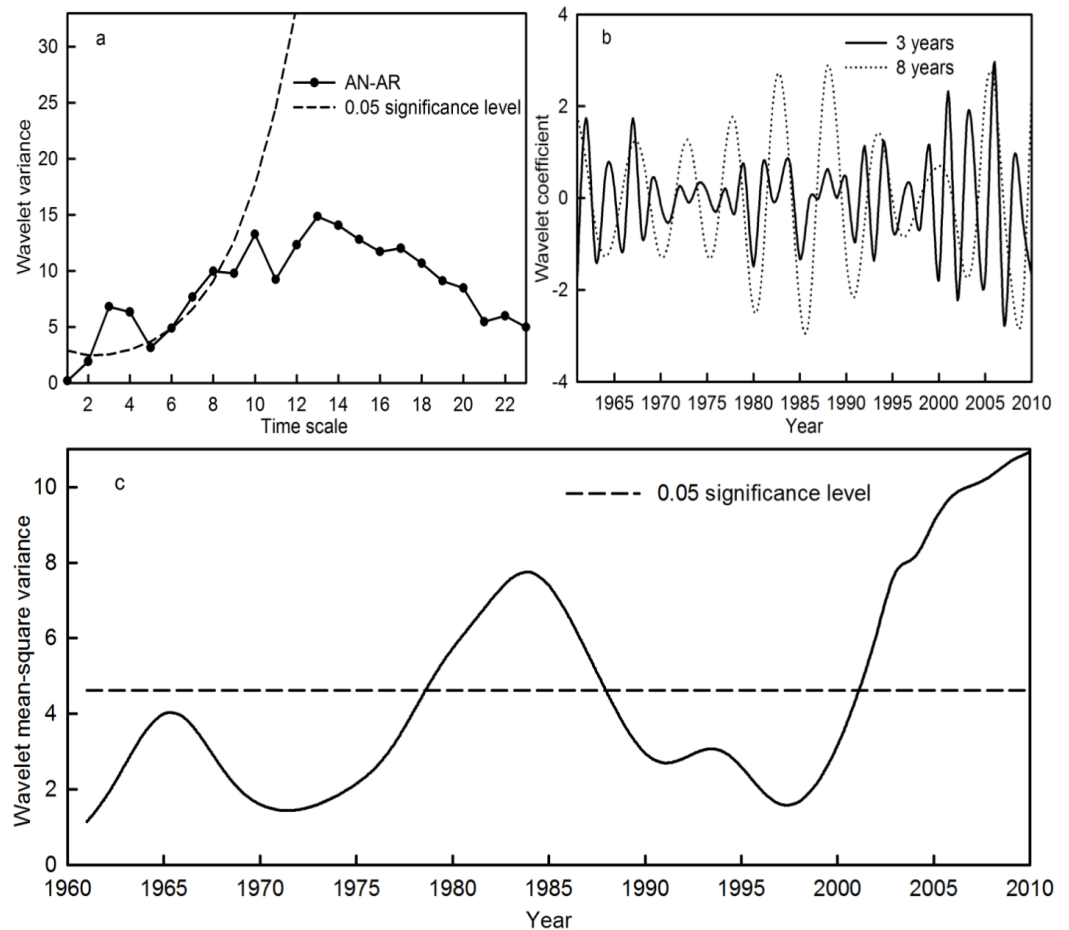 a
Wavelet variance
30
25
20
15
10
5
0
AN-AR
0.05 significance level
2 4 6 8 10 12 14 16 18 20 22
Time scale
b
Wavelet coefficient
4
2
0
-2
-4
3 years
8 years
1965 1970 1975 1980 1985 1990 1995 2000 2005 2010
Year
c
Wavelet mean-square variance
10
8
6
4
2
0
0.05 significance level
1960 1965 1970 1975 1980 1985 1990 1995 2000 2005 2010
Year